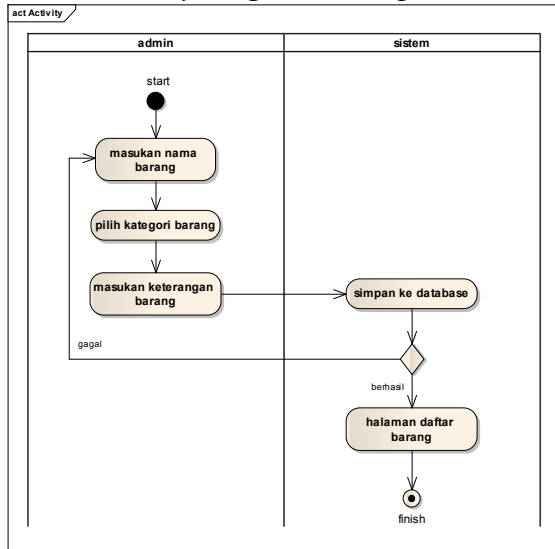 act Activity
admin
sistem
start
masukan nama
barang
pilih kategori barang
masukan keterangan
barang
simpan ke database
gagal
berhasil
halaman daftar
barang
finish